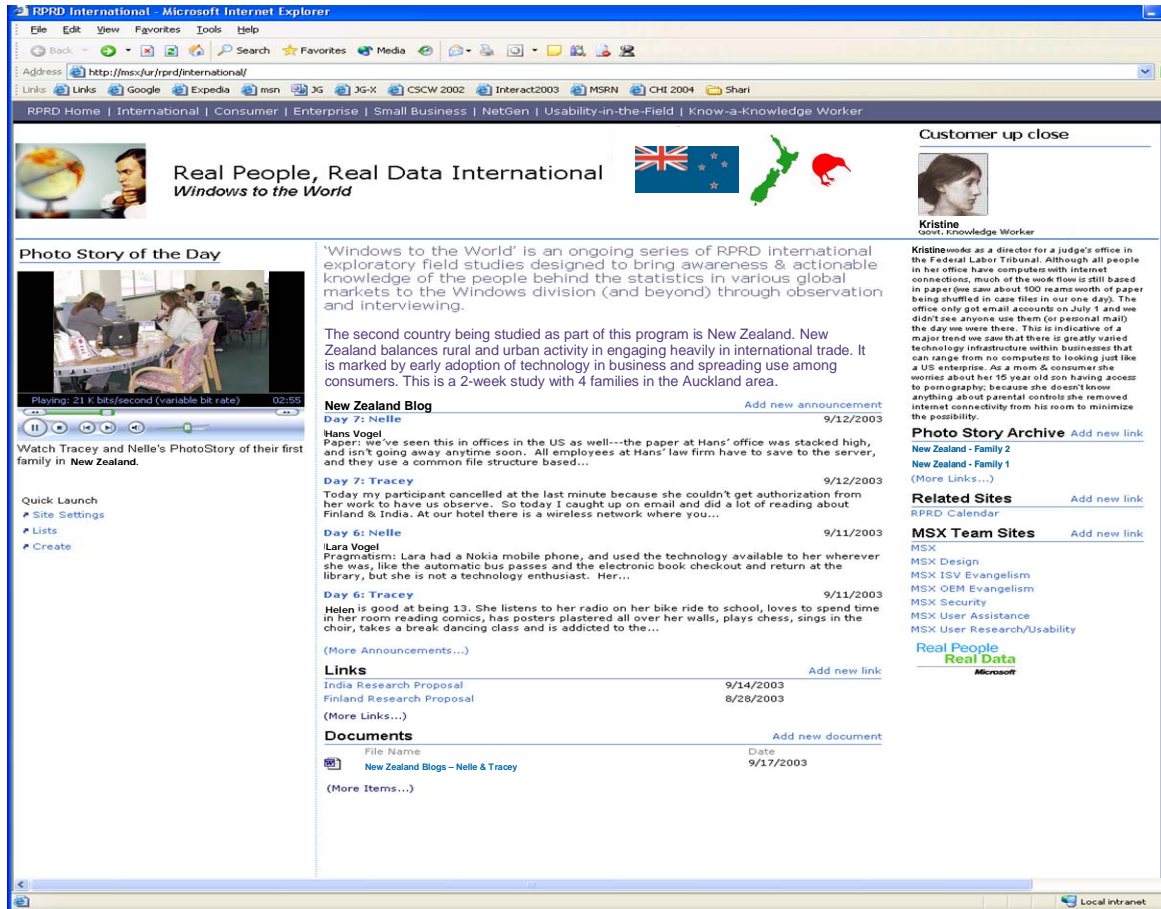 RPRD International - Microsoft Internet Explorer
File Edit View Favorites Tools Help
Back Search Favorites Media
Address http://msx/ur/rprd/international/
Links Links Google Expedia msn JG JG-X CSCW 2002 Interact2003 MSRN CHI 2004 Shari
RPRD Home | International | Consumer | Enterprise | Small Business | NetGen | Usability-in-the-Field | Know-a-Knowledge Worker
Real People, Real Data International
Windows to the World
Photo Story of the Day
Playing: 21 K bits/second (variable bit rate) 02:55
Watch Tracey and Nelle's PhotoStory of their first
family in New Zealand.
Quick Launch
Site Settings
Lists
Create
'Windows to the World' is an ongoing series of RPRD international
exploratory field studies designed to bring awareness & actionable
knowledge of the people behind the statistics in various global
markets to the Windows division (and beyond) through observation
and interviewing.
The second country being studied as part of this program is New Zealand. New
Zealand balances rural and urban activity in engaging heavily in international trade. It
is marked by early adoption of technology in business and spreading use among
consumers. This is a 2-week study with 4 families in the Auckland area.
New Zealand Blog Add new announcement
Day 7: Nelle 9/12/2003
Hans Vogel
Paper: we've seen this in offices in the US as well---the paper at Hans' office was stacked high,
and isn't going away anytime soon. All employees at Hans' law firm have to save to the server,
and they use a common file structure based...
Day 7: Tracey 9/12/2003
Today my participant cancelled at the last minute because she couldn't get authorization from
her work to have us observe. So today I caught up on email and did a lot of reading about
Finland & India. At our hotel there is a wireless network where you...
Day 6: Nelle 9/11/2003
Lara Vogel
Pragmatism: Lara had a Nokia mobile phone, and used the technology available to her wherever
she was, like the automatic bus passes and the electronic book checkout and return at the
library, but she is not a technology enthusiast. Her...
Day 6: Tracey 9/11/2003
Helen is good at being 13. She listens to her radio on her bike ride to school, loves to spend time
in her room reading comics, has posters plastered all over her walls, plays chess, sings in the
choir, takes a break dancing class and is addicted to the...
(More Announcements...)
Links Add new link
India Research Proposal 9/14/2003
Finland Research Proposal 8/28/2003
(More Links...)
Documents Add new document
File Name Date
New Zealand Blogs – Nelle & Tracey 9/17/2003
(More Items...)
Customer up close
Kristine
Govt. Knowledge Worker
Kristine works as a director for a judge's office in
the Federal Labor Tribunal. Although all people
in her office have computers with internet
connections, much of the work flow is still based
in paper (we saw about 100 reams worth of paper
being shuffled in case files in our one day). The
office only got email accounts on July 1 and we
didn't see anyone use them (or personal mail)
the day we were there. This is indicative of a
major trend we saw that there is greatly varied
technology infrastructure within businesses that
can range from no computers to looking just like
a US enterprise. As a mom & consumer she
worries about her 15 year old son having access
to pornography; because she doesn't know
anything about parental controls she removed
internet connectivity from his room to minimize
the possibility.
Photo Story Archive Add new link
New Zealand - Family 2
New Zealand - Family 1
(More Links...)
Related Sites Add new link
RPRD Calendar
MSX Team Sites Add new link
MSX
MSX Design
MSX ISV Evangelism
MSX OEM Evangelism
MSX Security
MSX User Assistance
MSX User Research/Usability
Real People
Real Data
Microsoft
Local intranet